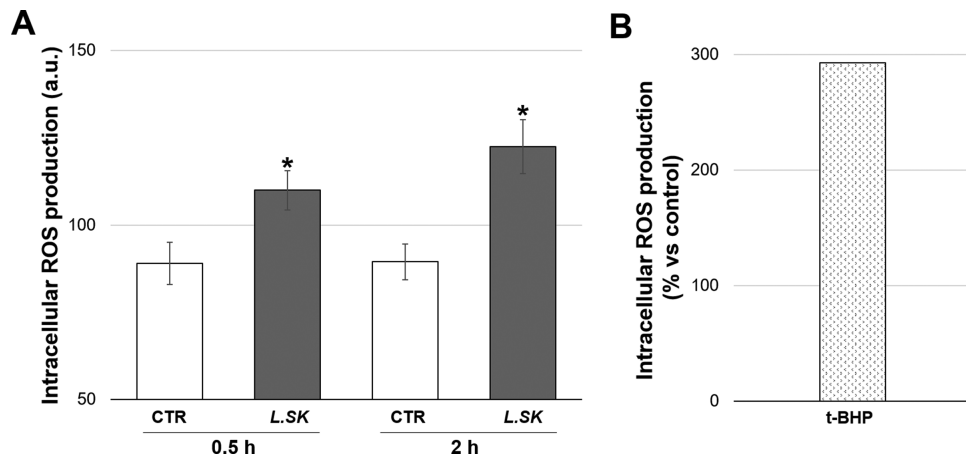 A
Intracellular ROS production (a.u.)
150
100
50
*
*
CTR L.SK CTR L.SK
0.5 h 2 h
B
Intracellular ROS production
(% vs control)
300
200
100
0
t-BHP